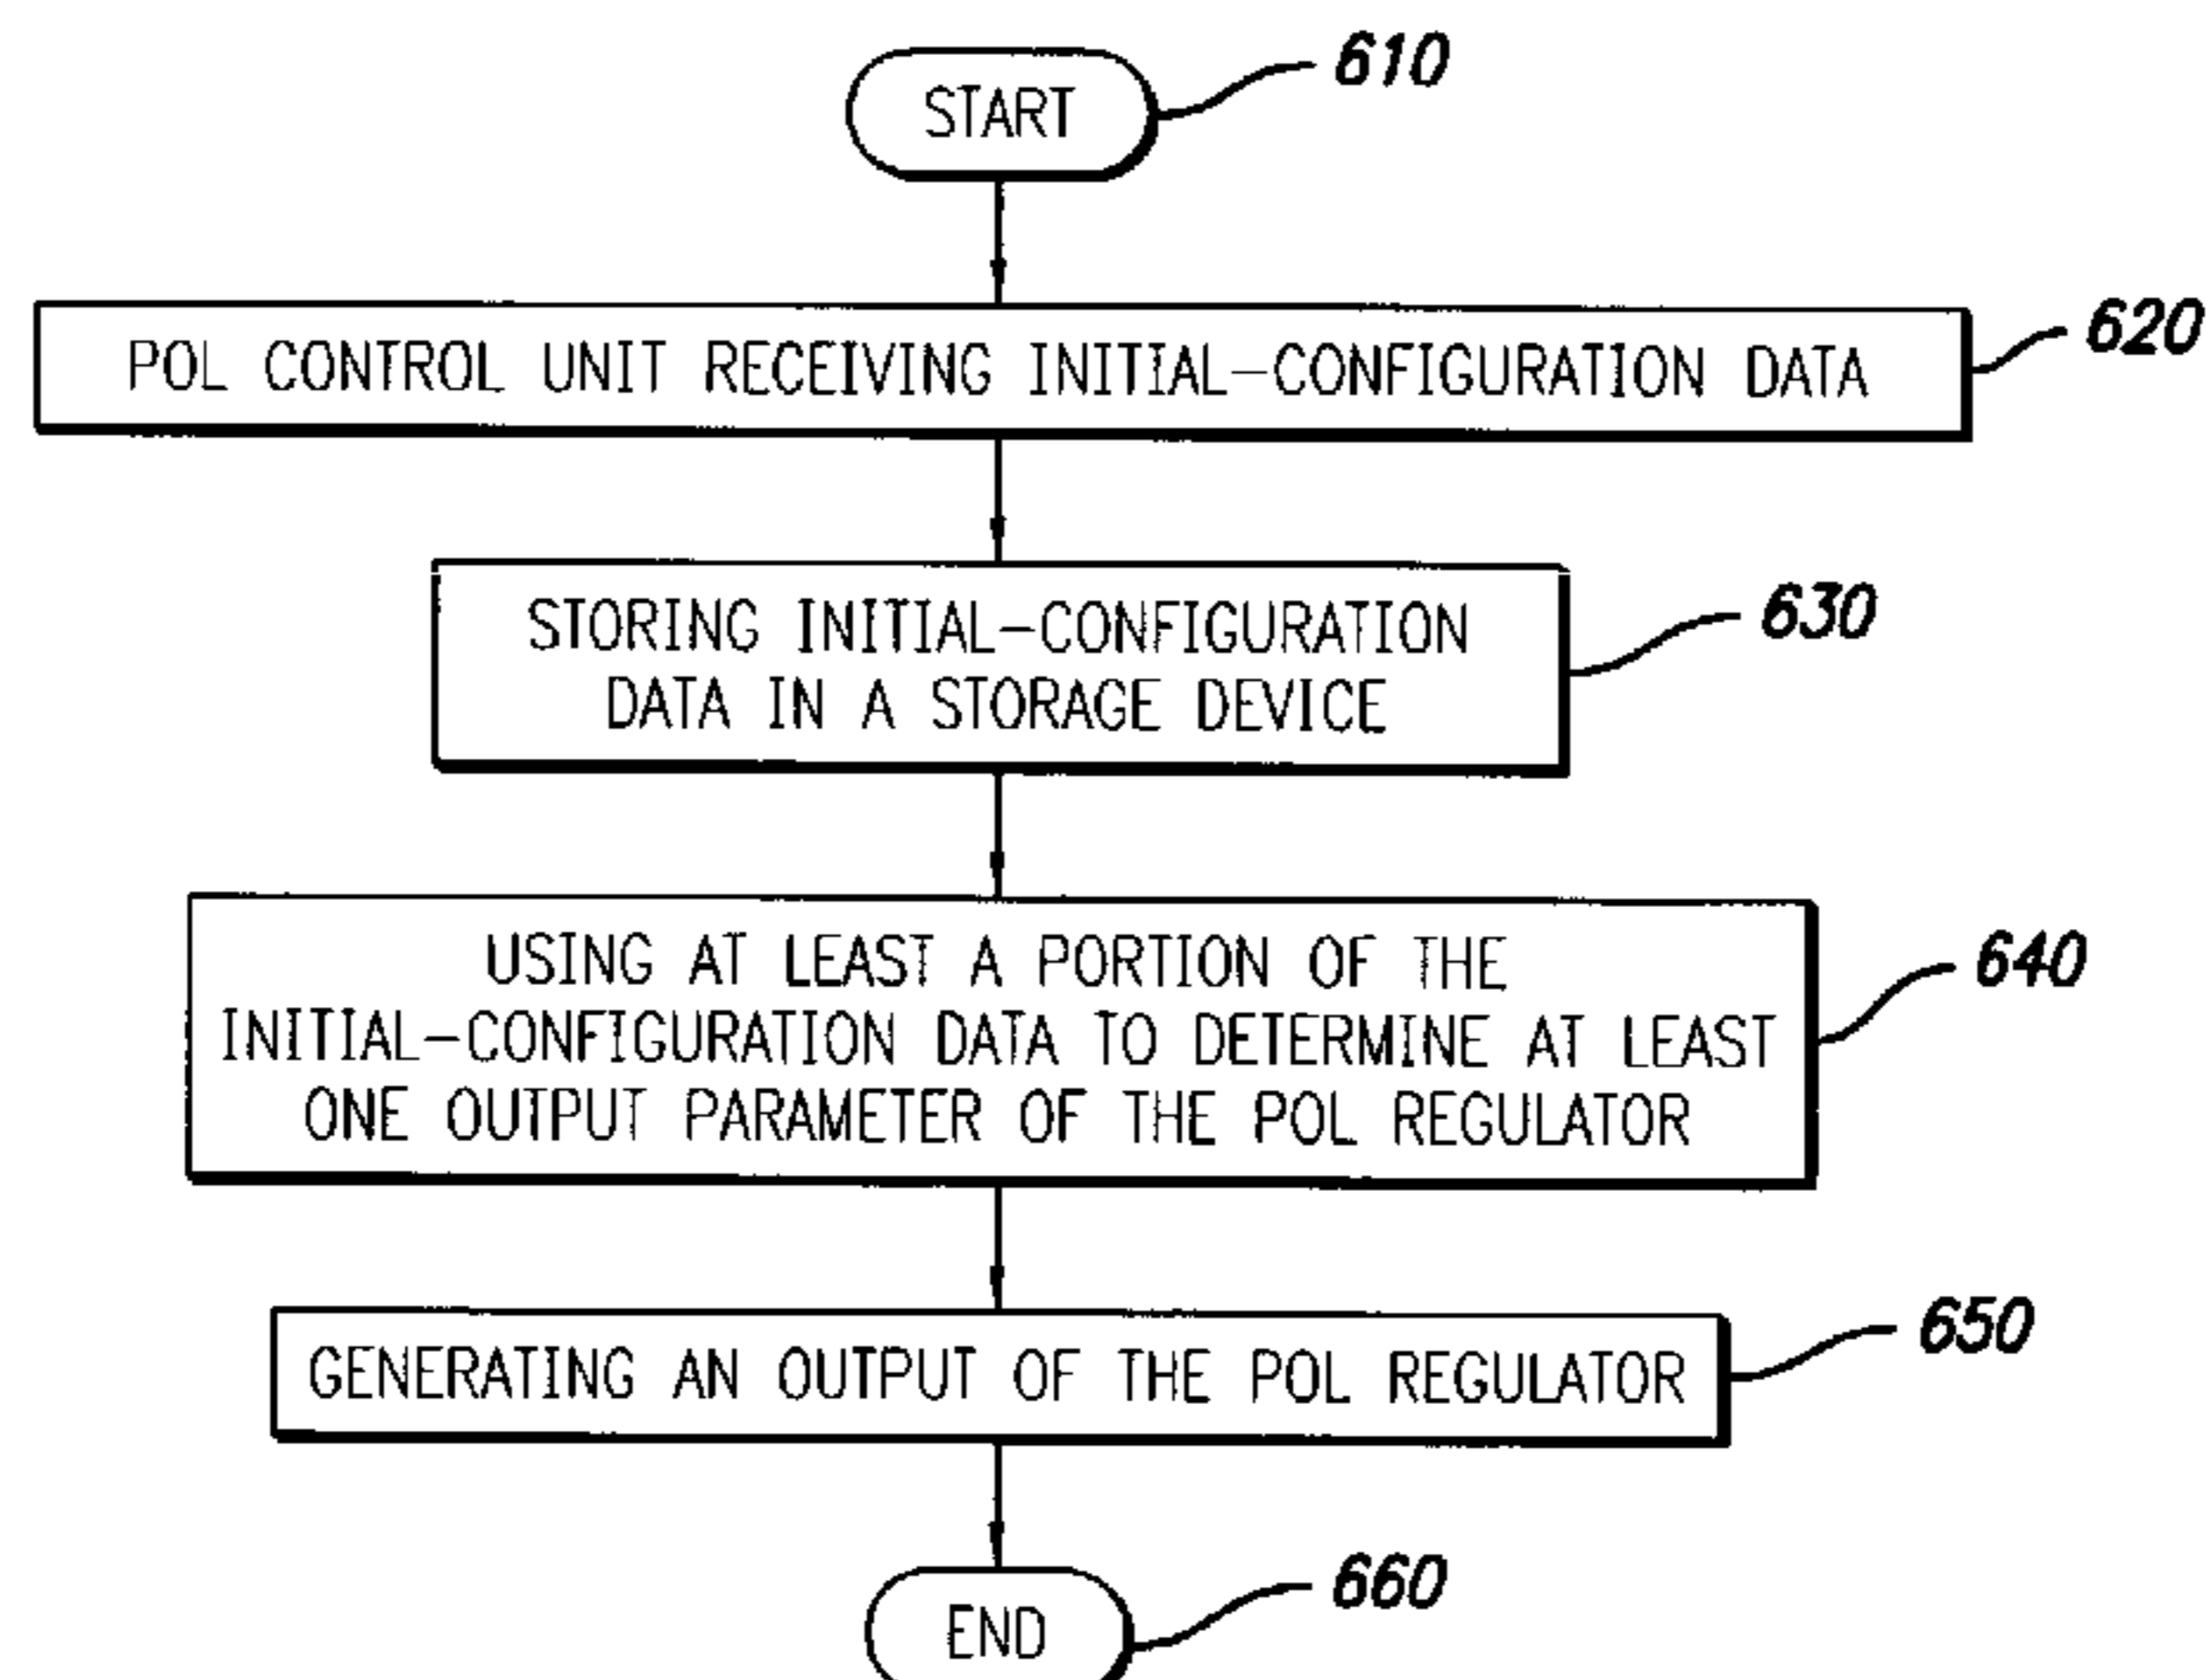 START
610
POL CONTROL UNIT RECEIVING INITIAL-CONFIGURATION DATA
620
STORING INITIAL-CONFIGURATION
DATA IN A STORAGE DEVICE
630
USING AT LEAST A PORTION OF THE
INITIAL-CONFIGURATION DATA TO DETERMINE AT LEAST
ONE OUTPUT PARAMETER OF THE POL REGULATOR
640
GENERATING AN OUTPUT OF THE POL REGULATOR
650
END
660